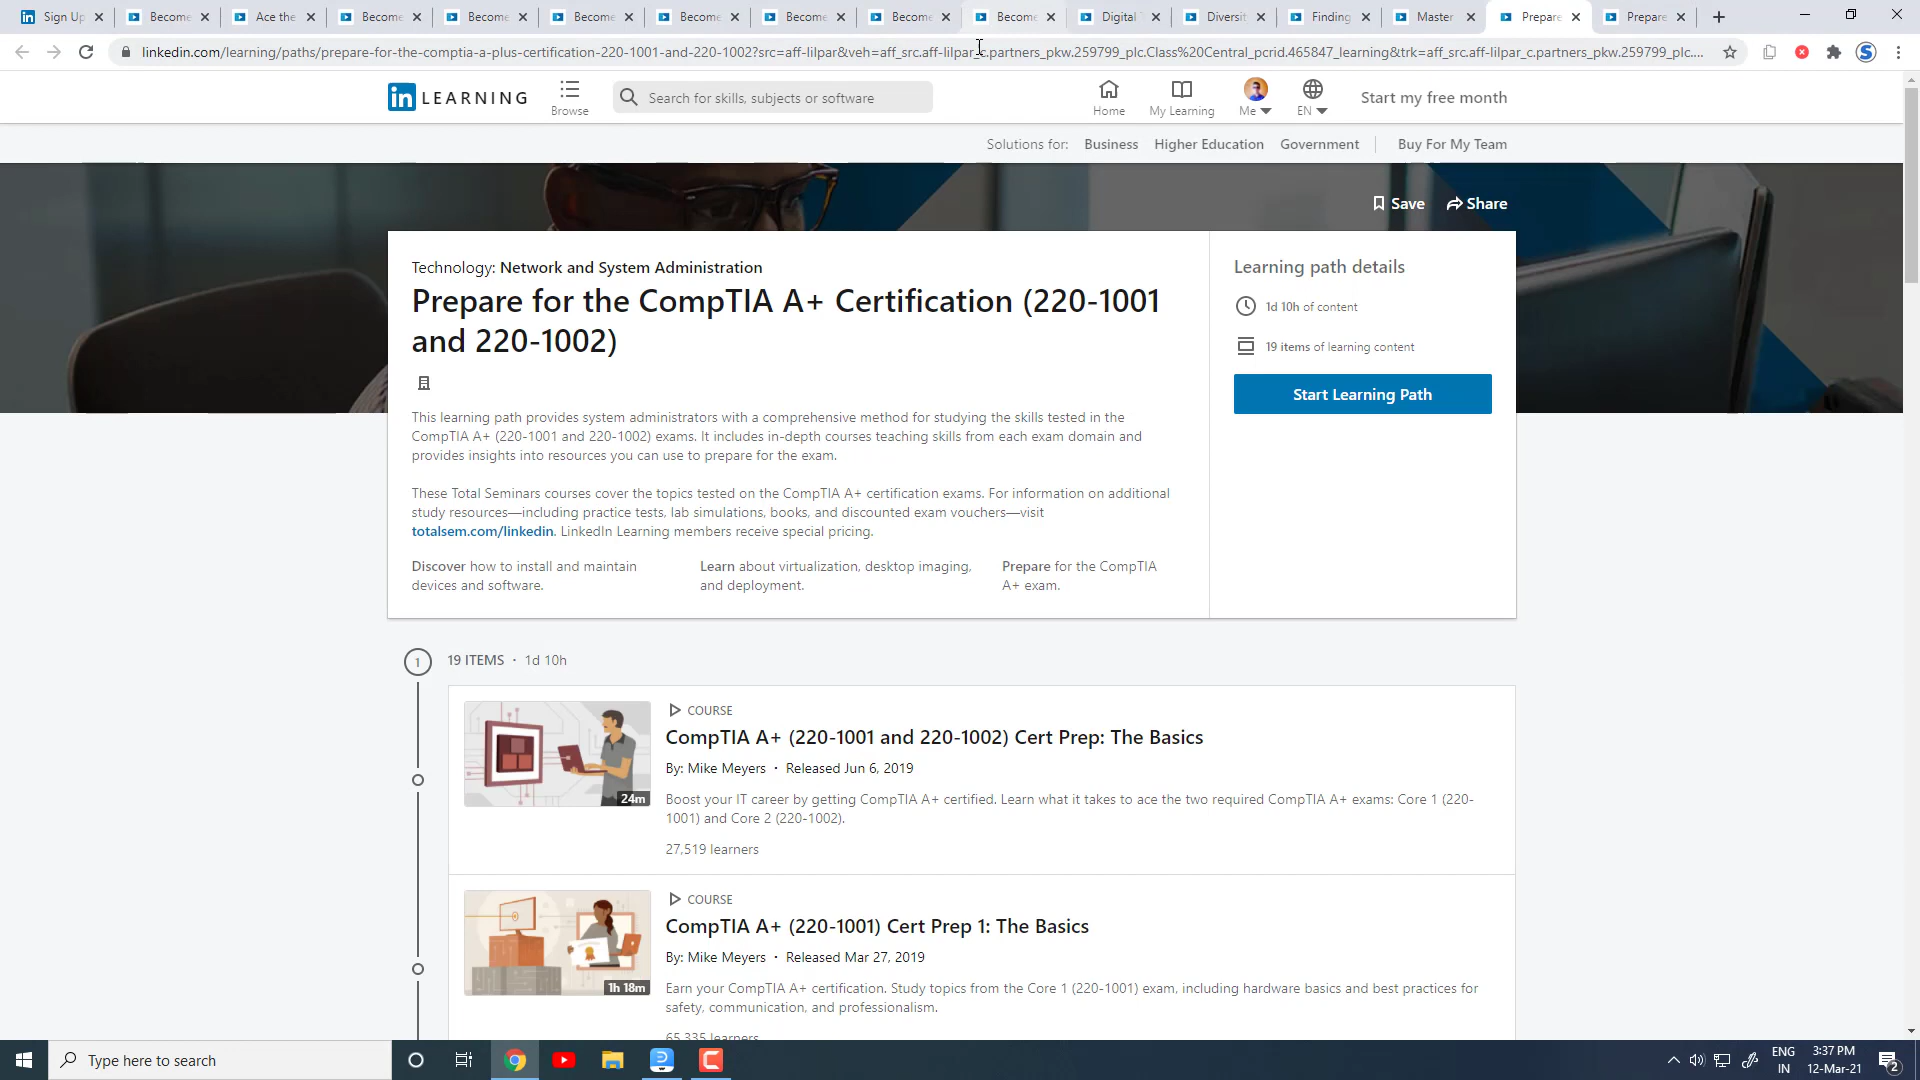 Sign Up
Become
Ace the
Become
Become
Become
Become
Become
Become
Become
Digital
Diversit
Finding
Master
Prepare
Prepare
linkedin.com/learning/paths/prepare-for-the-comptia-a-plus-certification-220-1001-and-220-1002?src=aff-lilpar&veh=aff_src.aff-lilpar_c.partners_pkw.259799_plc.Class%20Central_pcrid.465847_learning&trk=aff_src.aff-lilpar_c.partners_pkw.259799_plc....
in LEARNING
Browse
Search for skills, subjects or software
Home
My Learning
Me
EN
Start my free month
Solutions for: Business Higher Education Government Buy For My Team
Save Share
Technology: Network and System Administration
Prepare for the CompTIA A+ Certification (220-1001
and 220-1002)
This learning path provides system administrators with a comprehensive method for studying the skills tested in the
CompTIA A+ (220-1001 and 220-1002) exams. It includes in-depth courses teaching skills from each exam domain and
provides insights into resources you can use to prepare for the exam.
These Total Seminars courses cover the topics tested on the CompTIA A+ certification exams. For information on additional
study resources—including practice tests, lab simulations, books, and discounted exam vouchers—visit
totalsem.com/linkedin. LinkedIn Learning members receive special pricing.
Discover how to install and maintain
devices and software.
Learn about virtualization, desktop imaging,
and deployment.
Prepare for the CompTIA
A+ exam.
Learning path details
1d 10h of content
19 items of learning content
Start Learning Path
1
19 ITEMS · 1d 10h
24m
COURSE
CompTIA A+ (220-1001 and 220-1002) Cert Prep: The Basics
By: Mike Meyers · Released Jun 6, 2019
Boost your IT career by getting CompTIA A+ certified. Learn what it takes to ace the two required CompTIA A+ exams: Core 1 (220-
1001) and Core 2 (220-1002).
27,519 learners
1h 18m
COURSE
CompTIA A+ (220-1001) Cert Prep 1: The Basics
By: Mike Meyers · Released Mar 27, 2019
Earn your CompTIA A+ certification. Study topics from the Core 1 (220-1001) exam, including hardware basics and best practices for
safety, communication, and professionalism.
65,335 learners
Type here to search
ENG
IN
3:37 PM
12-Mar-21
2